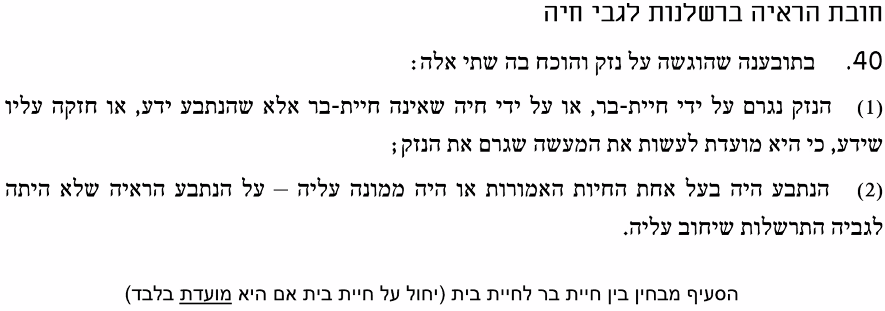 חובת הראיה ברשלנות לגבי חיה
40. בתובענה שהוגשה על נזק והוכח בה שתי אלה:
(1) הנזק נגרם על ידי חיית-בר, או על ידי חיה שאינה חיית-בר אלא שהנתבע ידע, או חזקה עליו
שידע, כי היא מועדת לעשות את המעשה שגרם את הנזק;
(2) הנתבע היה בעל אחת החיות האמורות או היה ממונה עליה – על הנתבע הראיה שלא היתה
לגביה התרשלות שיחוב עליה.
הסעיף מבחין בין חיית בר לחיית בית (יחול על חיית בית אם היא מועדת בלבד)